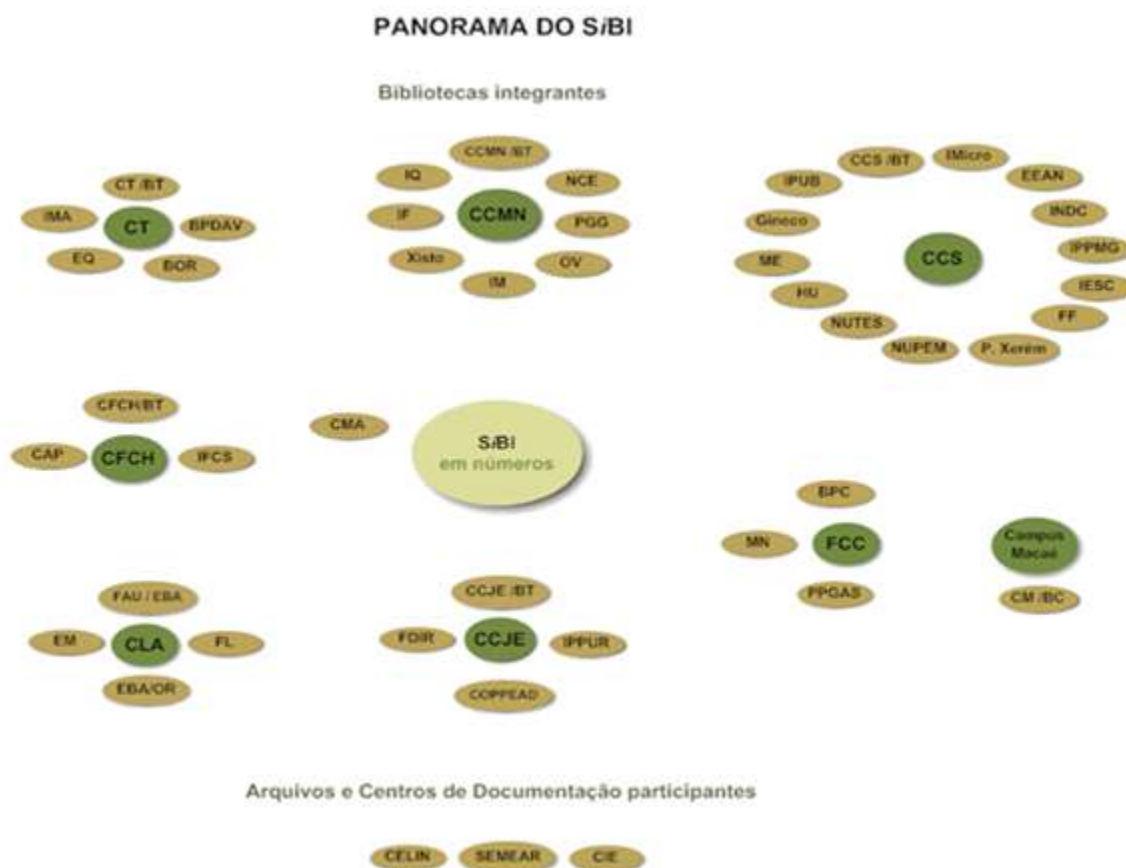 PANORAMA DO SiBI
Bibliotecas integrantes
CT /BT
IMA
CT
BPDAV
EQ
BOR
CCMN /BT
IQ
NCE
IF
CCMN
PGG
Xisto
OV
IM
CCS /BT
IMicro
IPUB
EEAN
Gineco
INDC
CCS
IPPMG
ME
IESC
HU
FF
NUTES
NUPEM
P. Xerém
CFCH/BT
CAP
CFCH
IFCS
CMA
SiBI
em números
BPC
MN
FCC
PPGAS
Campus
Macaé
CM /BC
FAU / EBA
EM
CLA
FL
EBA/OR
CCJE /BT
FDIR
CCJE
IPPUR
COPPEAD
Arquivos e Centros de Documentação participantes
CELIN
SEMEAR
CIE